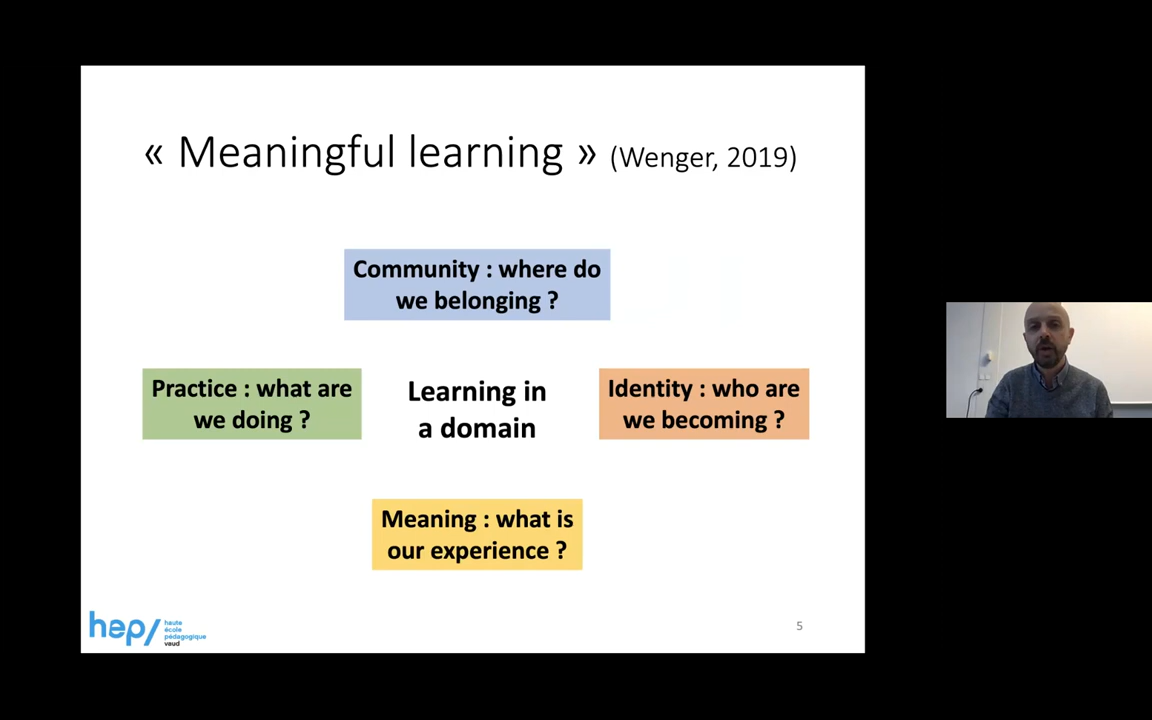 « Meaningful learning » (Wenger, 2019)
Community : where do
we belonging ?
Practice : what are
we doing ?
Learning in
a domain
Identity : who are
we becoming ?
Meaning : what is
our experience ?
hep/
haute
école
pédagogique
vaud
5